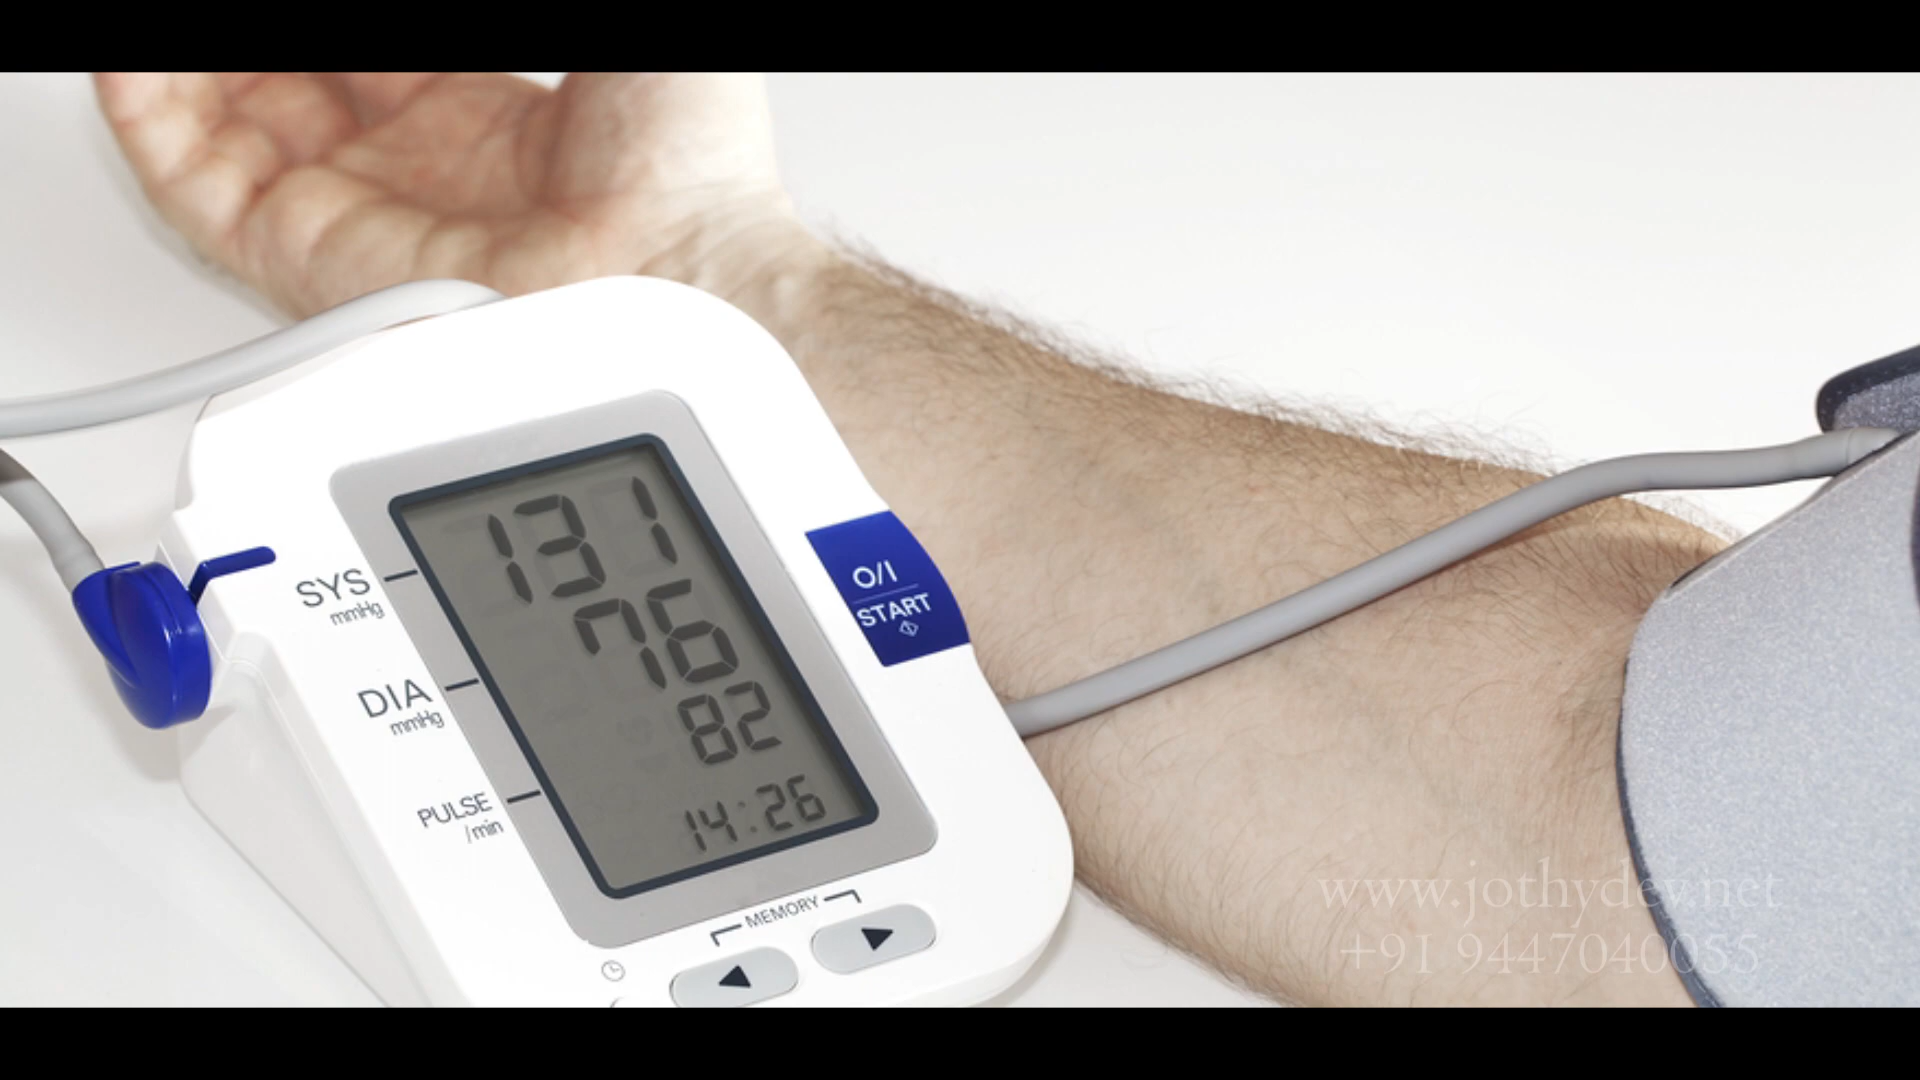 131
SYS
mmHg
76
DIA
mmHg
82
PULSE
/min
14:26
O/I
START
MEMORY
www.jothydev.net
+91 9447040055